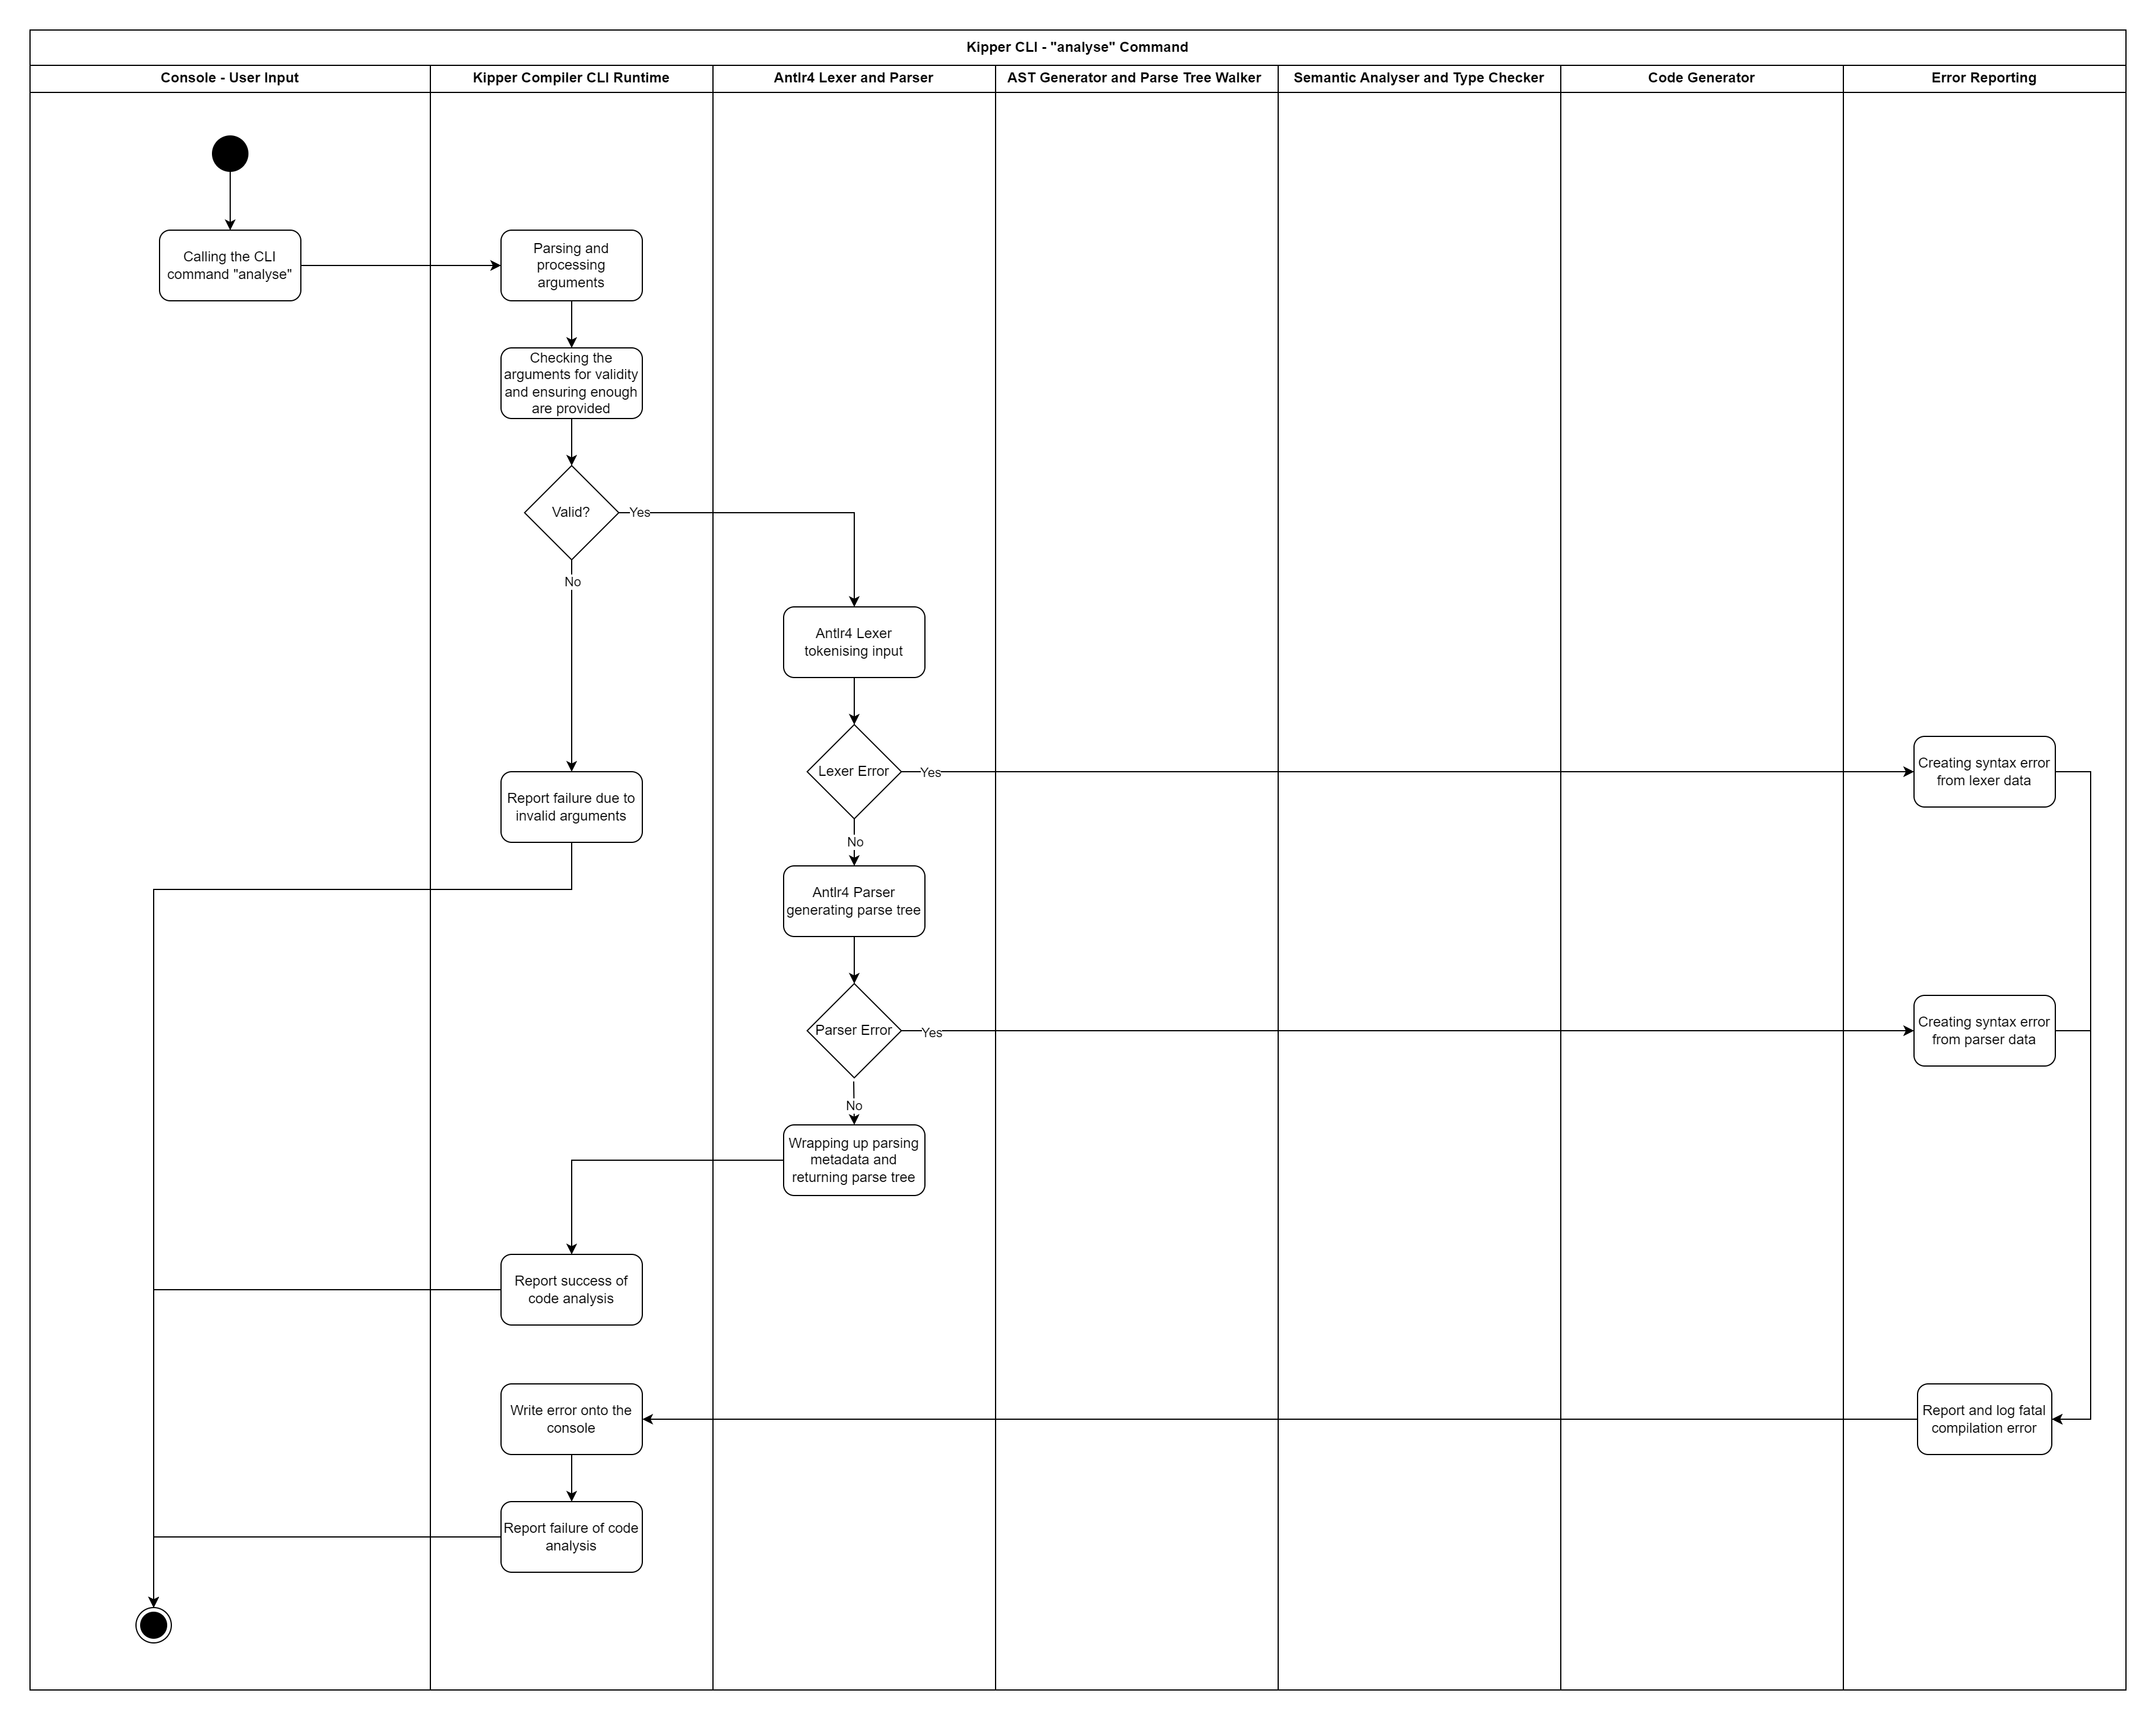 Kipper CLI - "analyse" Command
Console - User Input
Kipper Compiler CLI Runtime
Antlr4 Lexer and Parser
AST Generator and Parse Tree Walker
Semantic Analyser and Type Checker
Code Generator
Error Reporting
Calling the CLI
command "analyse"
Parsing and
processing
arguments
Checking the
arguments for validity
and ensuring enough
are provided
Valid?
Yes
No
Antlr4 Lexer
tokenising input
Lexer Error
Yes
Creating syntax error
from lexer data
Report failure due to
invalid arguments
No
Antlr4 Parser
generating parse tree
Parser Error
Yes
Creating syntax error
from parser data
No
Wrapping up parsing
metadata and
returning parse tree
Report success of
code analysis
Write error onto the
console
Report and log fatal
compilation error
Report failure of code
analysis